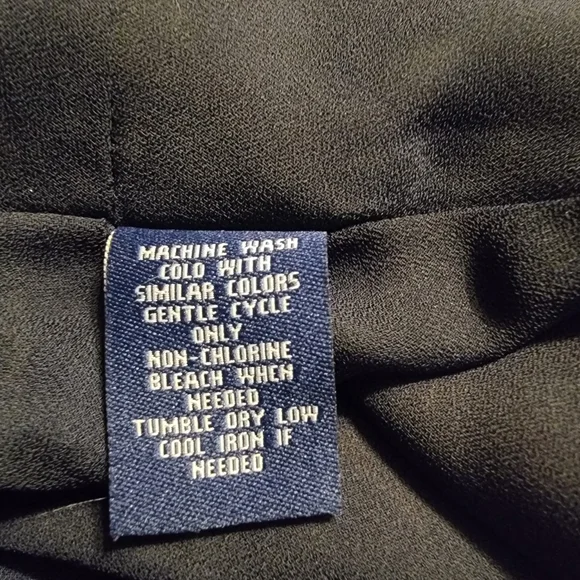 MACHINE WASH
COLD WITH
SIMILAR COLORS
GENTLE CYCLE
ONLY
NON-CHLORINE
BLEACH WHEN
NEEDED
TUMBLE DRY LOW
COOL IRON IF
NEEDED